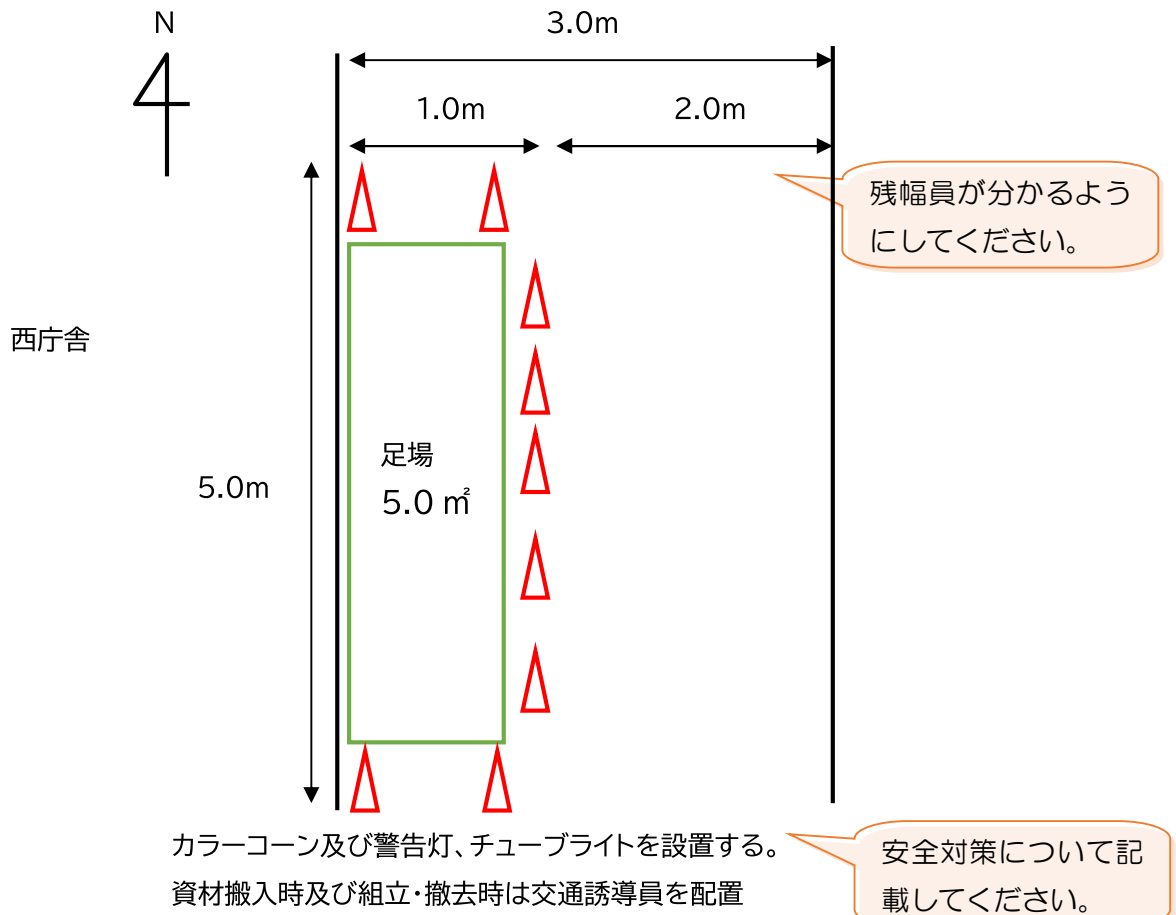 N
3.0m
1.0m
2.0m
残幅員が分かるよう
にしてください。
西庁舎
足場
5.0m
5.0㎡
カラーコーン及び警告灯、チューブライトを設置する。
資材搬入時及び組立・撤去時は交通誘導員を配置
安全対策について記
載してください。